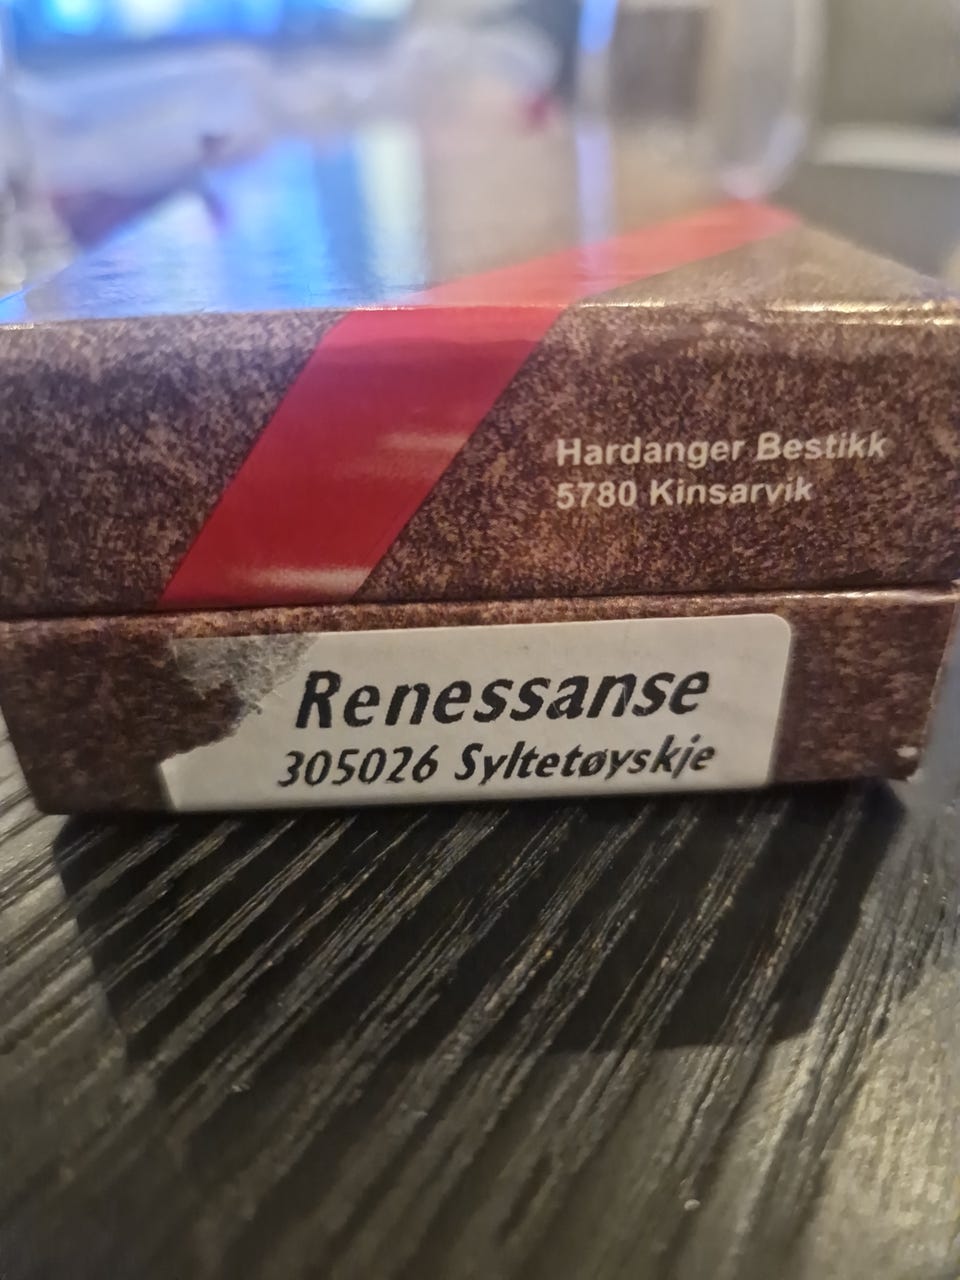 Hardanger Bestikk
5780 Kinsarvik
Renessanse
305026 Syltetøyskje